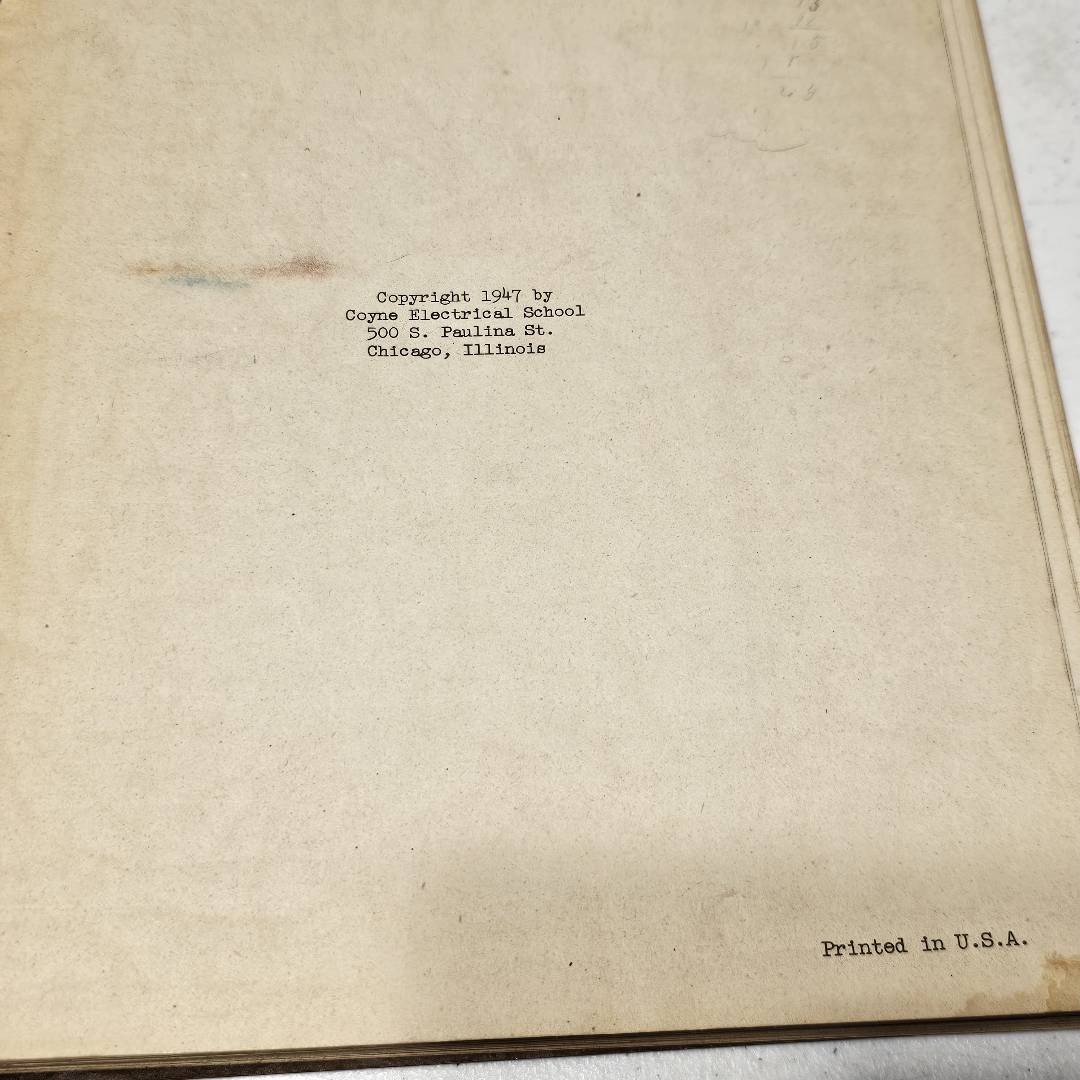 Copyright 1947 by
Coyne Electrical School
500 S. Paulina St.
Chicago, Illinois
Printed in U.S.A.